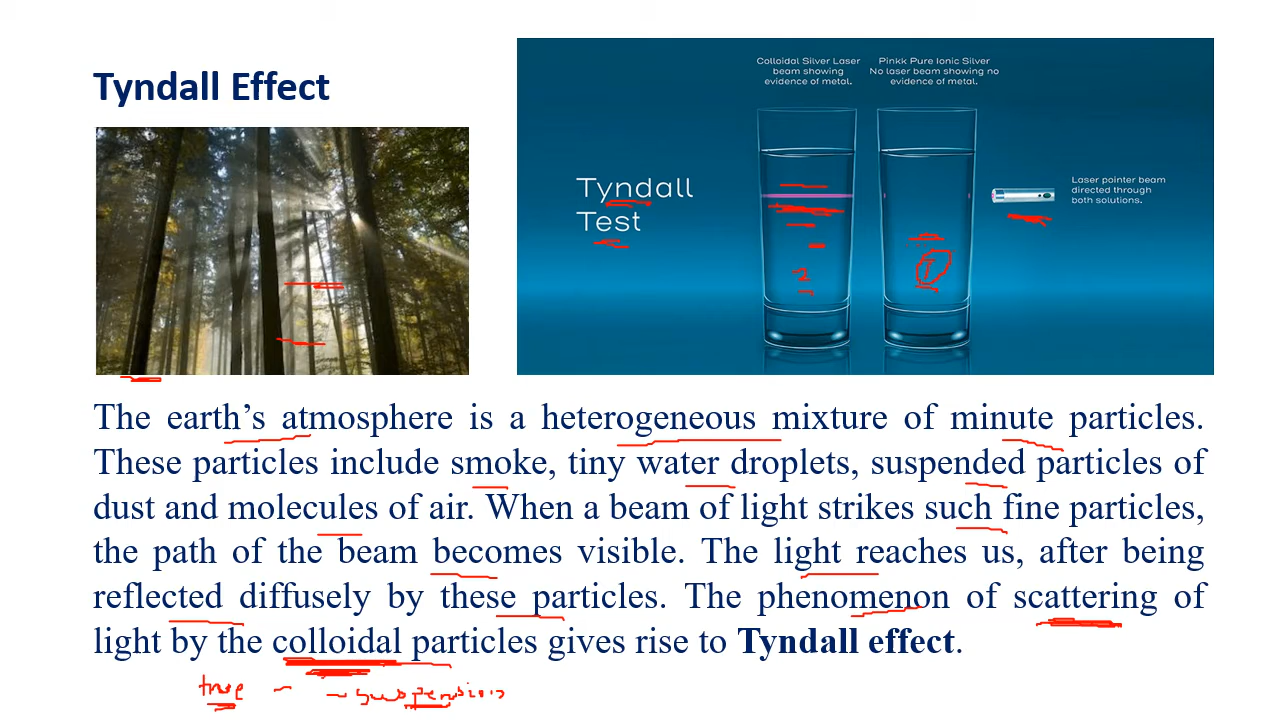 Tyndall Effect
Colloidal Silver Laser
beam showing
evidence of metal.
Pinkk Pure Ionic Silver
No laser beam showing no
evidence of metal.
Tyndall
Test
Laser pointer beam
directed through
both solutions.
The earth's atmosphere is a heterogeneous mixture of minute particles.
These particles include smoke, tiny water droplets, suspended particles of
dust and molecules of air. When a beam of light strikes such fine particles,
the path of the beam becomes visible. The light reaches us, after being
reflected diffusely by these particles. The phenomenon of scattering of
light by the colloidal particles gives rise to Tyndall effect.
true